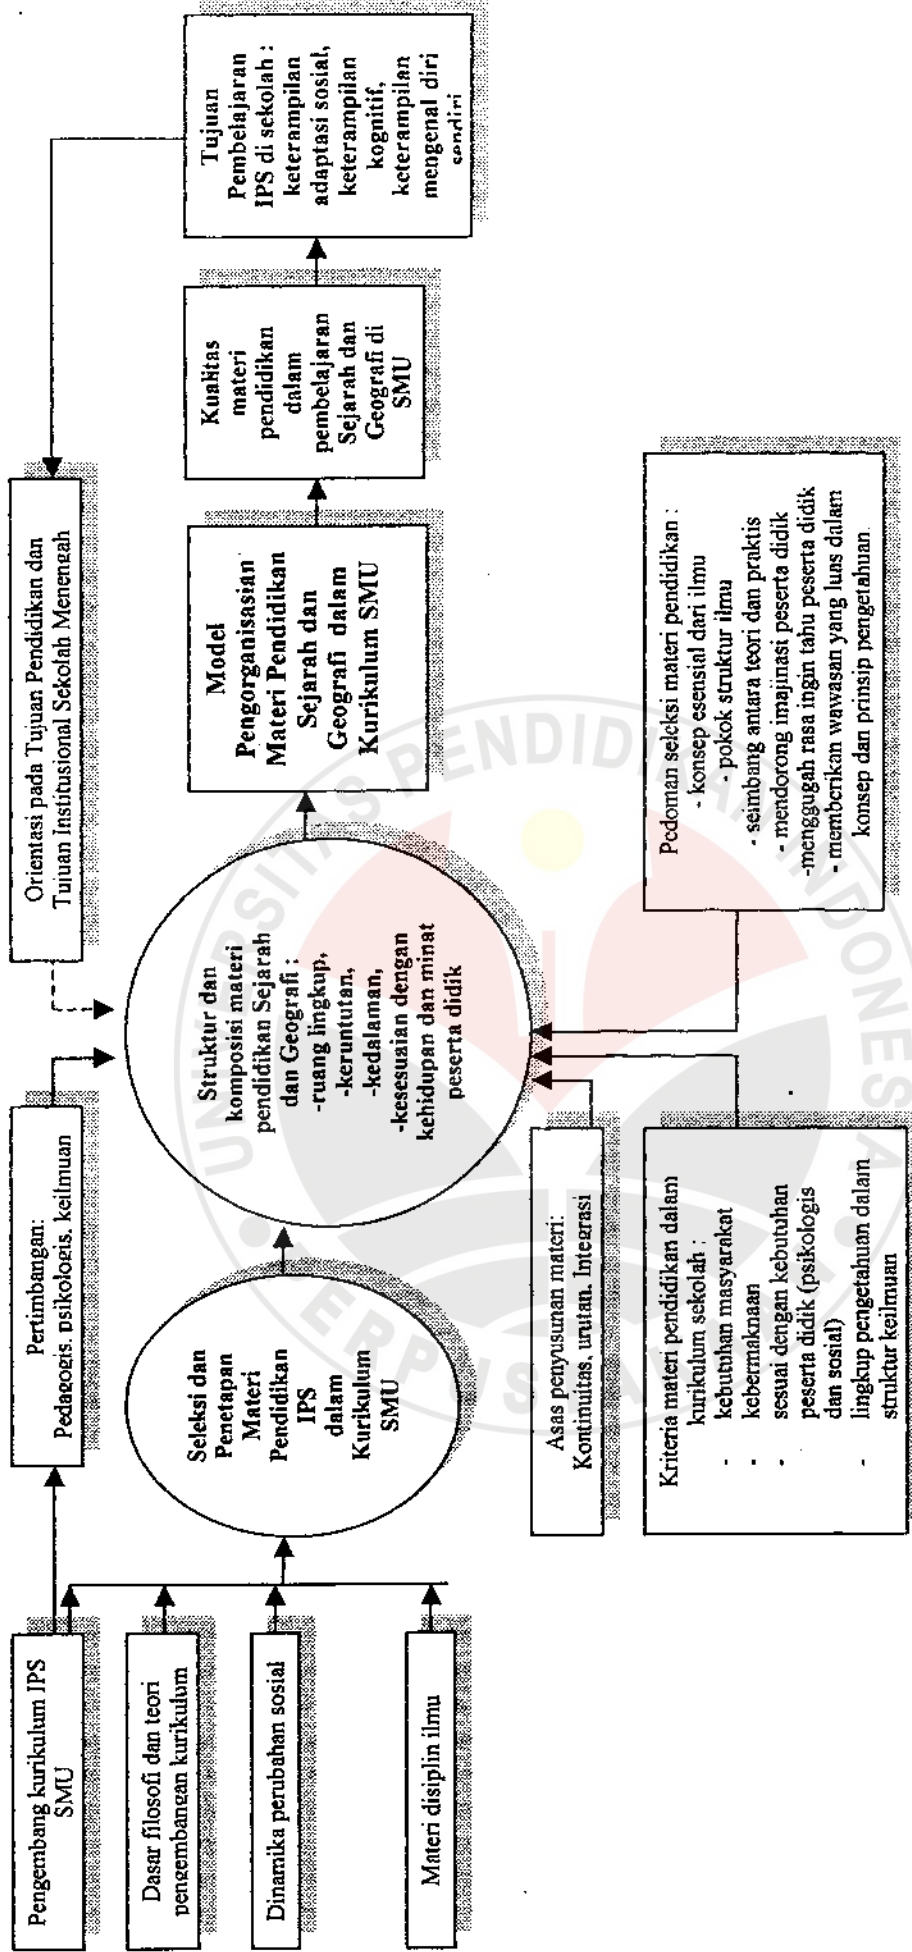 Pengembang kurikulum IPS
SMU
Dasar filosofi dan teori
pengembangan kurikulum
Dinamika perubahan sosial
Materi disiplin ilmu
Pertimbangan:
Pedagogis, psikologis, keilmuan
Seleksi dan
Penetapan
Materi
Pendidikan
IPS
dalam
Kurikulum
SMU
Asas penyusunan materi:
Kontinuitas, urutan, Integrasi
Kriteria materi pendidikan dalam
kurikulum sekolah :
- kebutuhan masyarakat
- kebermaknaan
- sesuai dengan kebutuhan
peserta didik (psikologis
dan sosial)
- lingkup pengetahuan dalam
struktur keilmuan
Orientasi pada Tujuan Pendidikan dan
Tujuan Institusional Sekolah Menengah
Struktur dan
komposisi materi
pendidikan Sejarah
dan Geografi :
-ruang lingkup,
-keruntutan,
-kedalaman,
-kesesuaian dengan
kehidupan dan minat
peserta didik
Pedoman seleksi materi pendidikan :
- konsep esensial dari ilmu
- pokok struktur ilmu
- seimbang antara teori dan praktis
- mendorong imajinasi peserta didik
-menggugah rasa ingin tahu peserta didik
- memberikan wawasan yang luas dalam
konsep dan prinsip pengetahuan
Model
Pengorganisasian
Materi Pendidikan
Sejarah dan
Geografi dalam
Kurikulum SMU
Kualitas
materi
pendidikan
dalam
pembelajaran
Sejarah dan
Geografi di
SMU
Tujuan
Pembelajaran
IPS di sekolah :
keterampilan
adaptasi sosial,
keterampilan
kognitif,
keterampilan
mengenal diri
sendiri
UNIVERSITAS PENDIDIKAN INDONESIA
PERPUSTAKAAN